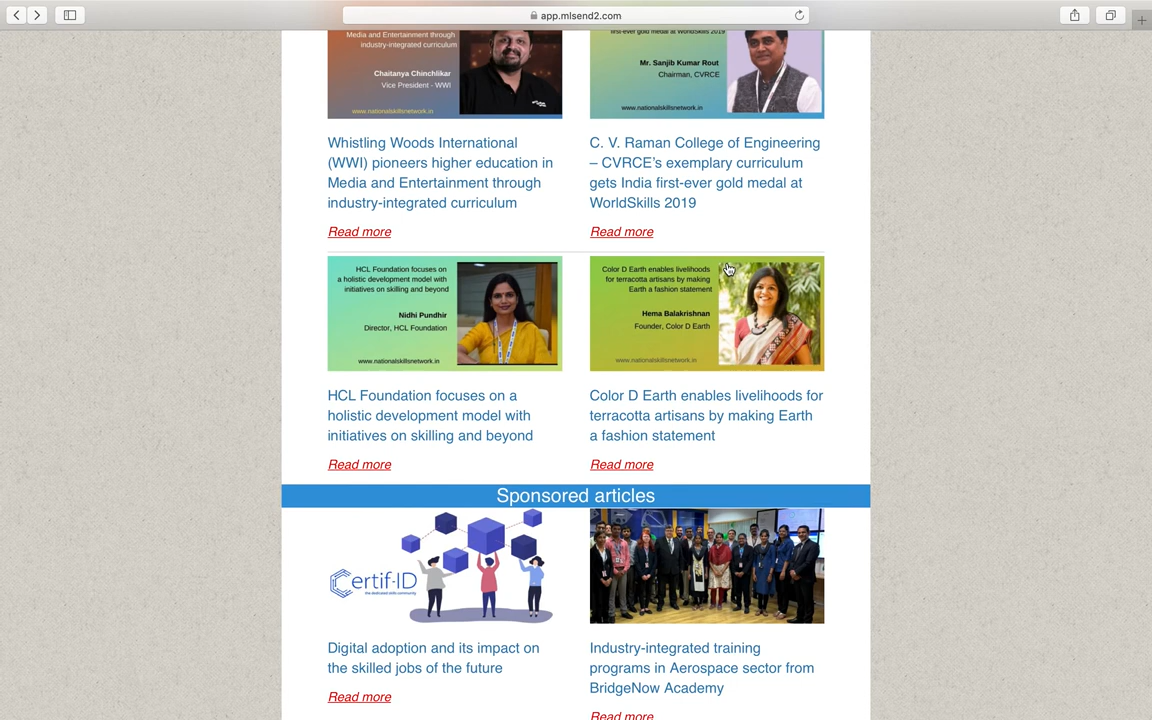 app.mlsend2.com
Media and Entertainment through
industry-integrated curriculum
Chaitanya Chinchlikar
Vice President - WWI
www.nationalskillsnetwork.in
first-ever gold medal at WorldSkills 2019
Mr. Sanjib Kumar Rout
Chairman, CVRCE
www.nationalskillsnetwork.in
Whistling Woods International
(WWI) pioneers higher education in
Media and Entertainment through
industry-integrated curriculum
Read more
C. V. Raman College of Engineering
– CVRCE’s exemplary curriculum
gets India first-ever gold medal at
WorldSkills 2019
Read more
HCL Foundation focuses on
a holistic development model with
initiatives on skilling and beyond
Nidhi Pundhir
Director, HCL Foundation
www.nationalskillsnetwork.in
Color D Earth enables livelihoods
for terracotta artisans by making
Earth a fashion statement
Hema Balakrishnan
Founder, Color D Earth
www.nationalskillsnetwork.in
HCL Foundation focuses on a
holistic development model with
initiatives on skilling and beyond
Read more
Color D Earth enables livelihoods for
terracotta artisans by making Earth
a fashion statement
Read more
Sponsored articles
Certif-ID
the dedicated skills community
Digital adoption and its impact on
the skilled jobs of the future
Read more
Industry-integrated training
programs in Aerospace sector from
BridgeNow Academy
Read more